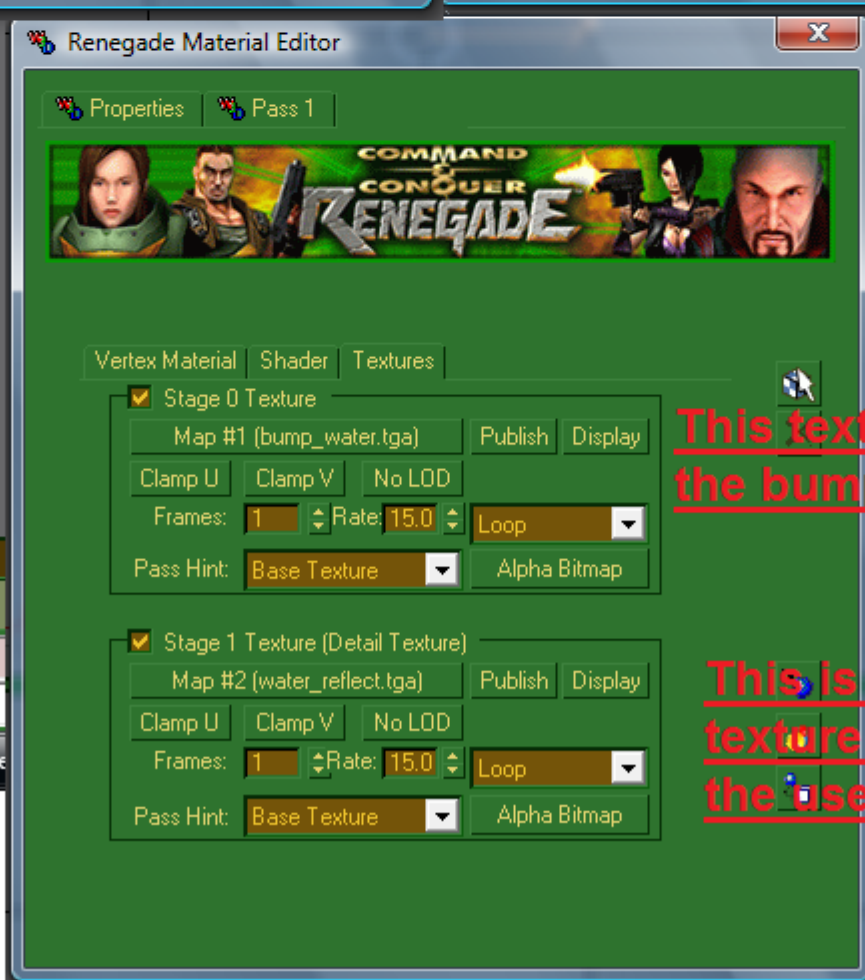 Renegade Material Editor
Properties
Pass 1
COMMAND
&
CONQUER
RENEGADE
Vertex Material
Shader
Textures
Stage 0 Texture
Map #1 (bump_water.tga)
Publish
Display
This
Clamp U
Clamp V
No LOD
the
Frames:
1
Rate:
15.0
Loop
Pass Hint:
Base Texture
Alpha Bitmap
Stage 1 Texture (Detail Texture)
Map #2 (water_reflect.tga)
Publish
Display
This is
Clamp U
Clamp V
No LOD
texture
Frames:
1
Rate:
15.0
Loop
the
Pass Hint:
Base Texture
Alpha Bitmap